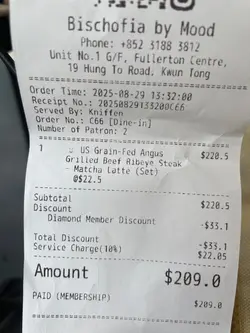 Bischofia by Mood
Phone: +852 3188 3812
Unit No.1 G/F, Fullerton Centre,
19 Hung To Road, Kwun Tong
Order Time: 2025-08-29 13:32:00
Receipt No.: 20250829133200C66
Served By: Kniffen
Order No.: C66 [Dine-in]
Number of Patron: 2
1 US Grain-Fed Angus $220.5
Grilled Beef Ribeye Steak
- Matcha Latte (Set)
@$22.5
Subtotal $220.5
Discount
Diamond Member Discount -$33.1
Total Discount -$33.1
Service Charge(10%) $22.05
Amount $209.0
PAID (MEMBERSHIP) $209.0